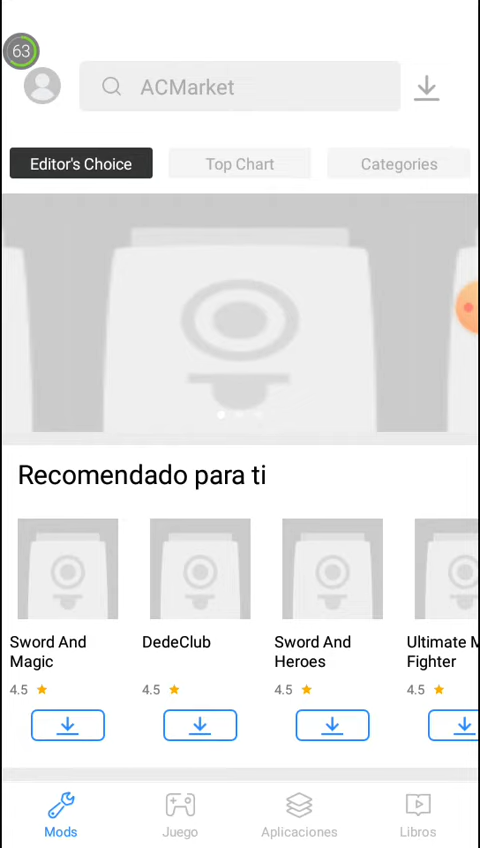 63
ACMarket
Editor's Choice
Top Chart
Categories
Recomendado para ti
Sword And
Magic
4.5
DedeClub
4.5
Sword And
Heroes
4.5
Ultimate
Fighter
4.5
Mods
Juego
Aplicaciones
Libros